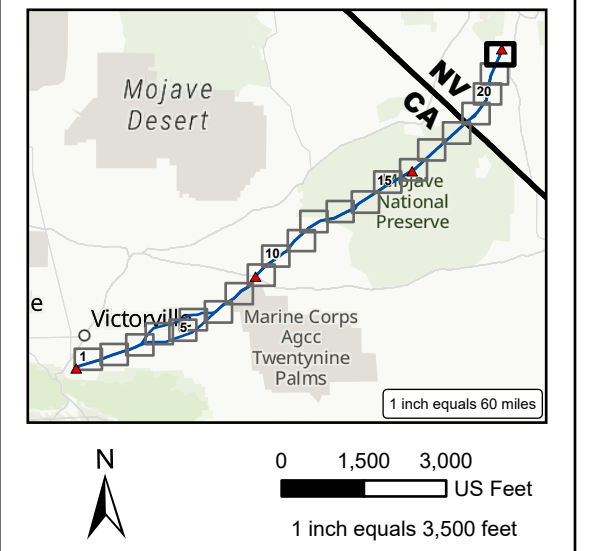 NV
CA
20
Mojave
Desert
15
Mojave
National
Preserve
10
e
Victorville
5
1
Marine Corps
Agcc
Twentynine
Palms
1 inch equals 60 miles
N
0 1,500 3,000
US Feet
1 inch equals 3,500 feet